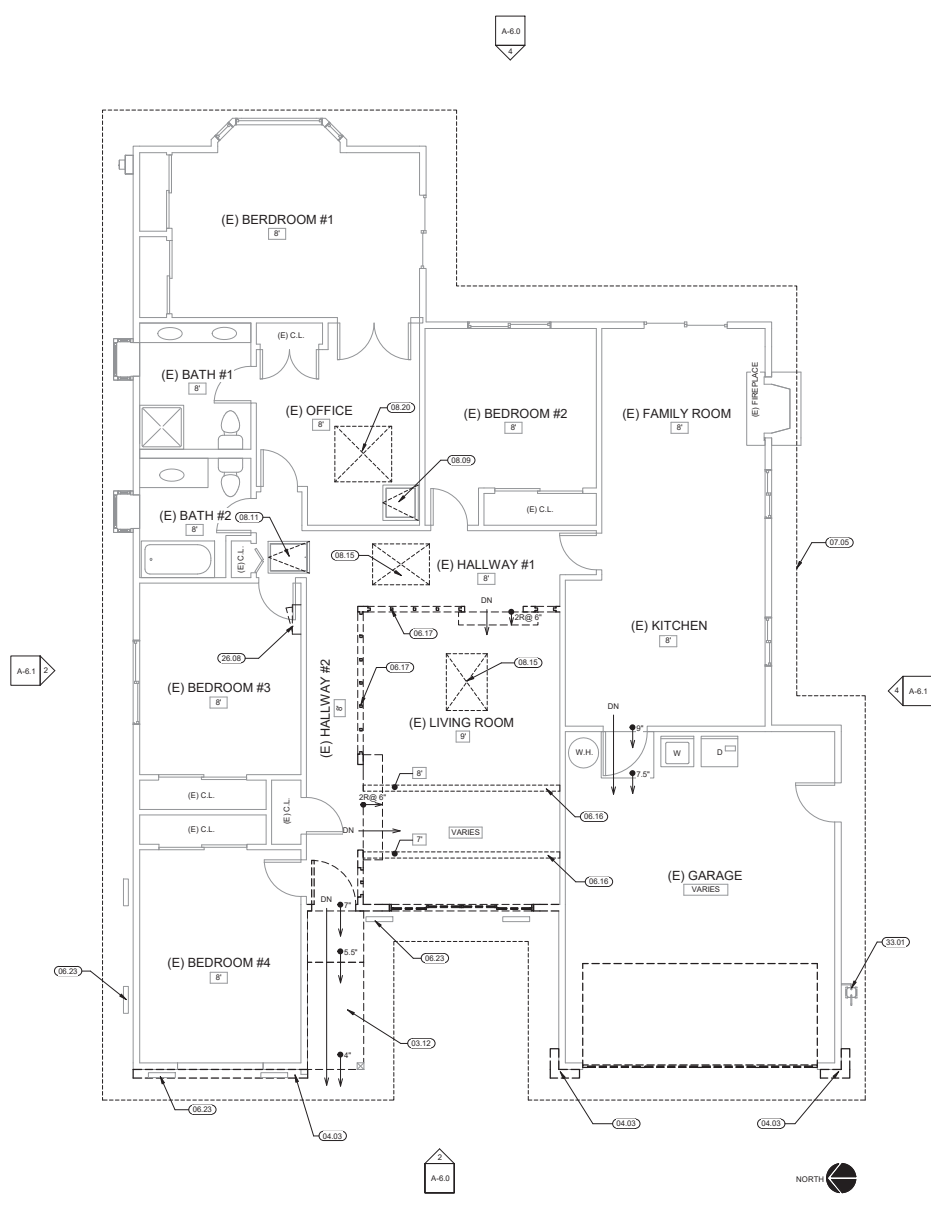 A-6.0
4
(E) BERDROOM #1
8'
(E) C.L.
(E) BATH #1
8'
(E) OFFICE
8'
08.20
(E) BEDROOM #2
8'
(E) FAMILY ROOM
8'
(E) FIREPLACE
08.09
(E) BATH #2
8'
08.11
(E) C.L.
(E) C.L.
08.15
(E) HALLWAY #1
8'
07.05
DN
2R@ 6"
06.17
(E) KITCHEN
8'
26.08
A-6.1
2
(E) BEDROOM #3
8'
(E) HALLWAY #2
8'
06.17
08.15
(E) LIVING ROOM
9'
4
A-6.1
DN
9"
W.H.
W
D
7.5"
8'
(E) C.L.
(E) C.L.
(E) C.L.
2R@ 6"
06.16
DN
VARIES
7'
06.16
(E) GARAGE
VARIES
DN
7"
5.5"
06.23
33.01
(E) BEDROOM #4
8'
06.23
03.12
4"
06.23
04.03
04.03
04.03
2
A-6.0
NORTH